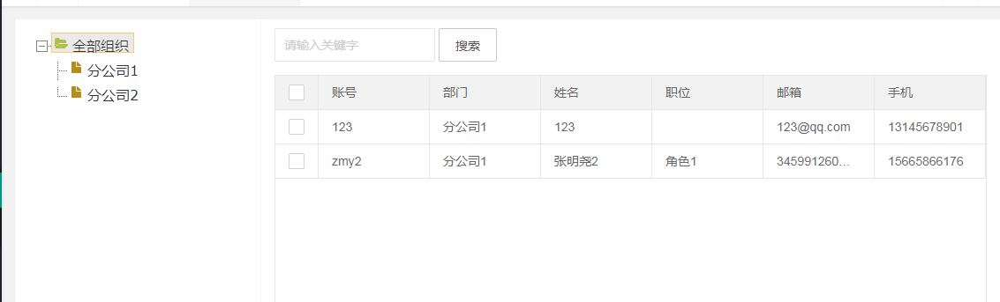 全部组织
分公司1
分公司2
请输入关键字 搜索
账号 部门 姓名 职位 邮箱 手机
123 分公司1 123 123@qq.com 13145678901
zmy2 分公司1 张明尧2 角色1 345991260... 15665866176